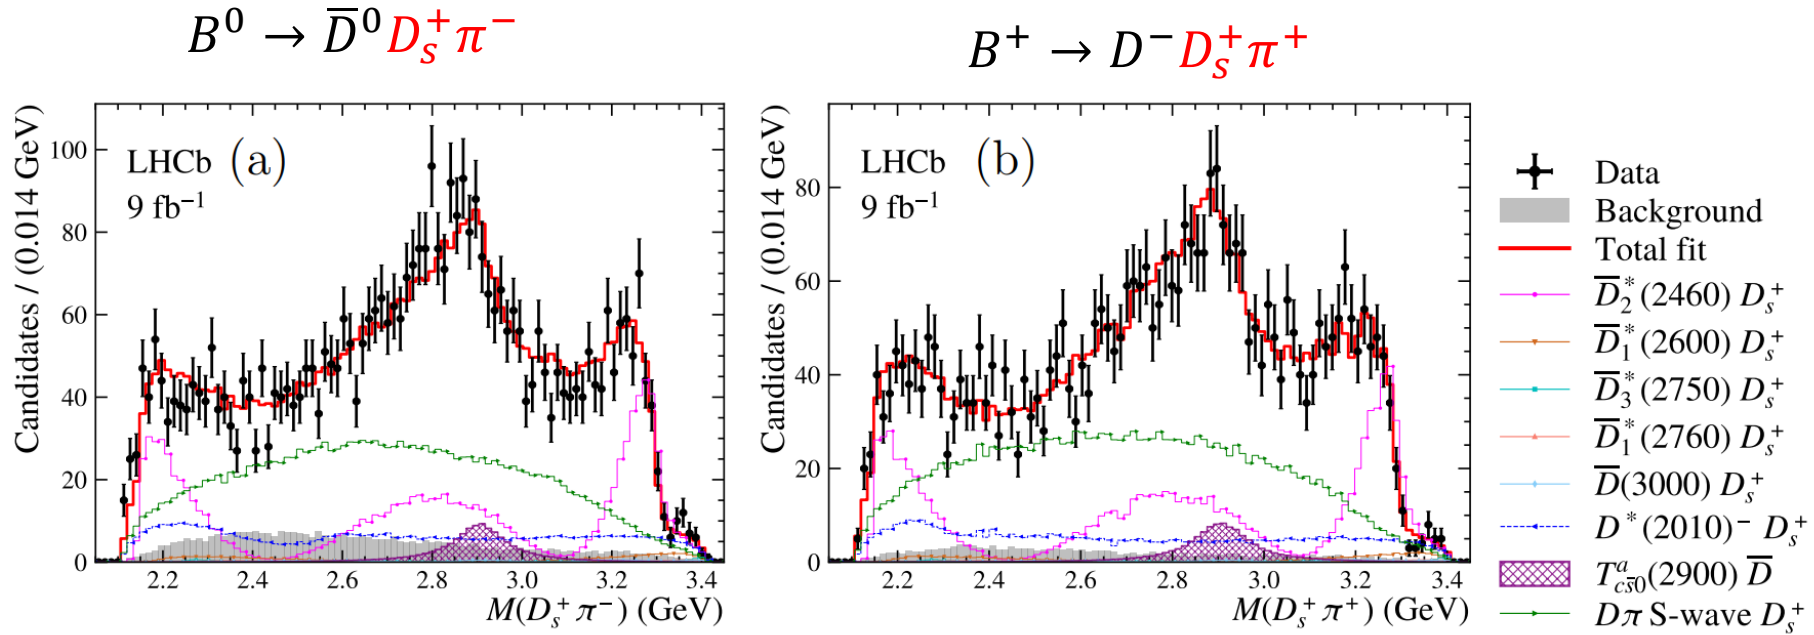 B⁰ → D̅⁰D_s⁺π⁻
B⁺ → D⁻D_s⁺π⁺
Candidates / (0.014 GeV)
100
80
60
40
20
0
LHCb (a)
9 fb⁻¹
2.2 2.4 2.6 2.8 3.0 3.2 3.4
M(D_s⁺π⁻) (GeV)
Candidates / (0.014 GeV)
80
60
40
20
0
LHCb (b)
9 fb⁻¹
2.2 2.4 2.6 2.8 3.0 3.2 3.4
M(D_s⁺π⁺) (GeV)
Data
Background
Total fit
D̅₂*(2460) D_s⁺
D̅₁*(2600) D_s⁺
D̅₃*(2750) D_s⁺
D̅₁*(2760) D_s⁺
D̅(3000) D_s⁺
D*(2010)⁻ D_s⁺
T^a_{cs̅0}(2900) D̅
Dπ S-wave D_s⁺